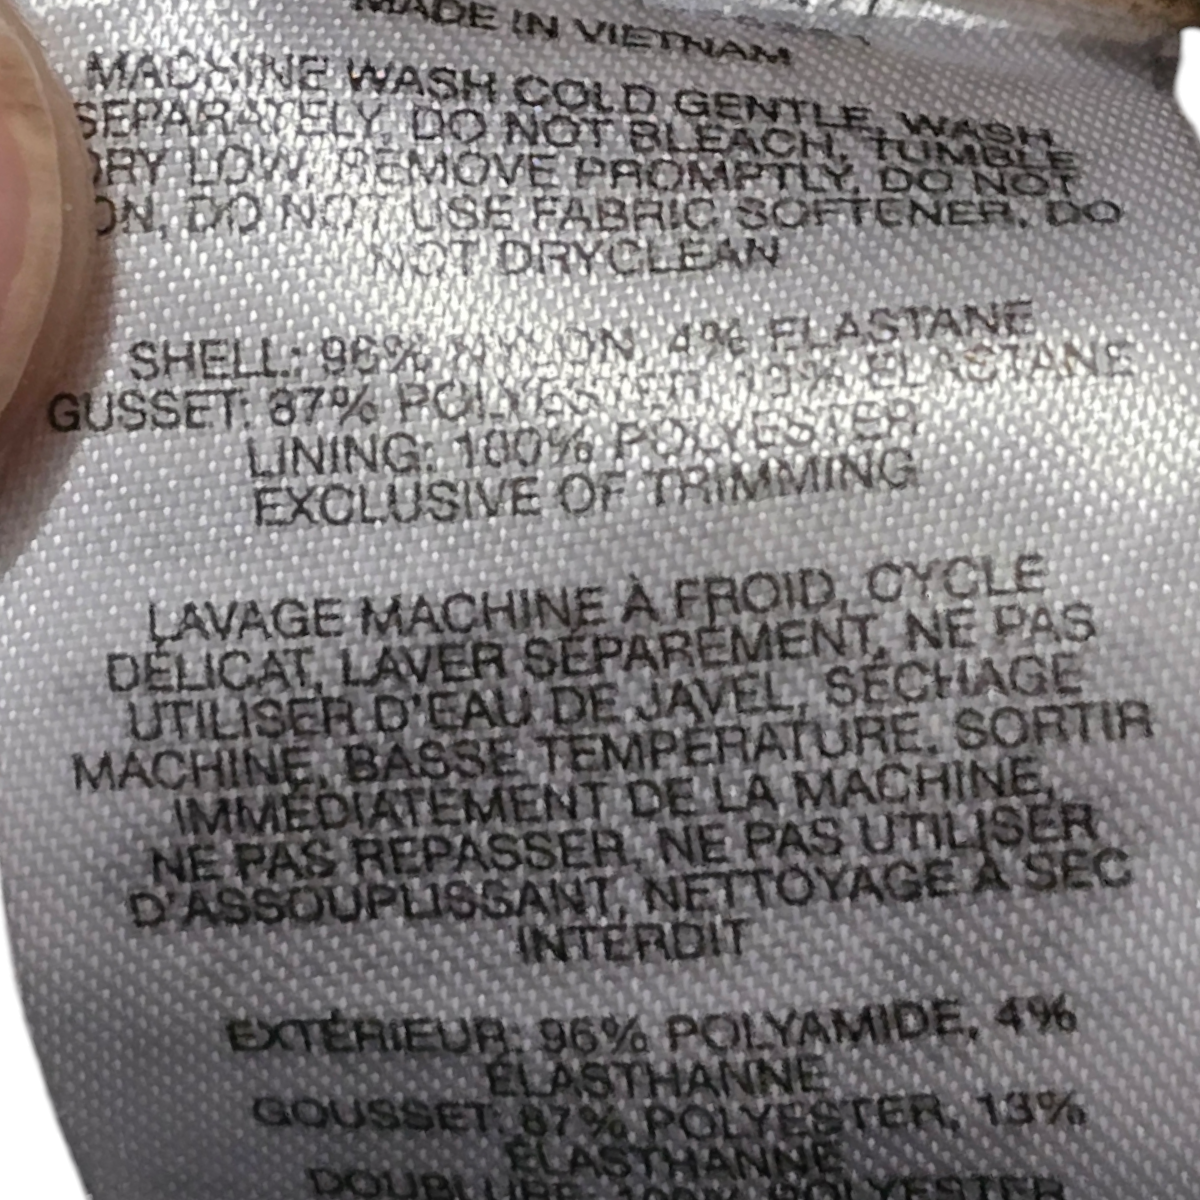 MADE IN VIETNAM
MACHINE WASH COLD GENTLE, WASH
SEPARATELY, DO NOT BLEACH, TUMBLE
DRY LOW, REMOVE PROMPTLY, DO NOT
ON, DO NOT USE FABRIC SOFTENER, DO
NOT DRYCLEAN
SHELL: 96% NYLON, 4% ELASTANE
GUSSET: 87% POLYESTER, 13% ELASTANE
LINING: 100% POLYESTER
EXCLUSIVE OF TRIMMING
LAVAGE MACHINE À FROID, CYCLE
DÉLICAT, LAVER SÉPARÉMENT, NE PAS
UTILISER D'EAU DE JAVEL, SÉCHAGE
MACHINE, BASSE TEMPÉRATURE, SORTIR
IMMÉDIATEMENT DE LA MACHINE,
NE PAS REPASSER, NE PAS UTILISER
D'ASSOUPLISSANT, NETTOYAGE À SEC
INTERDIT
EXTÉRIEUR: 96% POLYAMIDE, 4%
ÉLASTHANNE
GOUSSET: 87% POLYESTER, 13%
ÉLASTHANNE
DOUBLURE: 100% POLYESTER